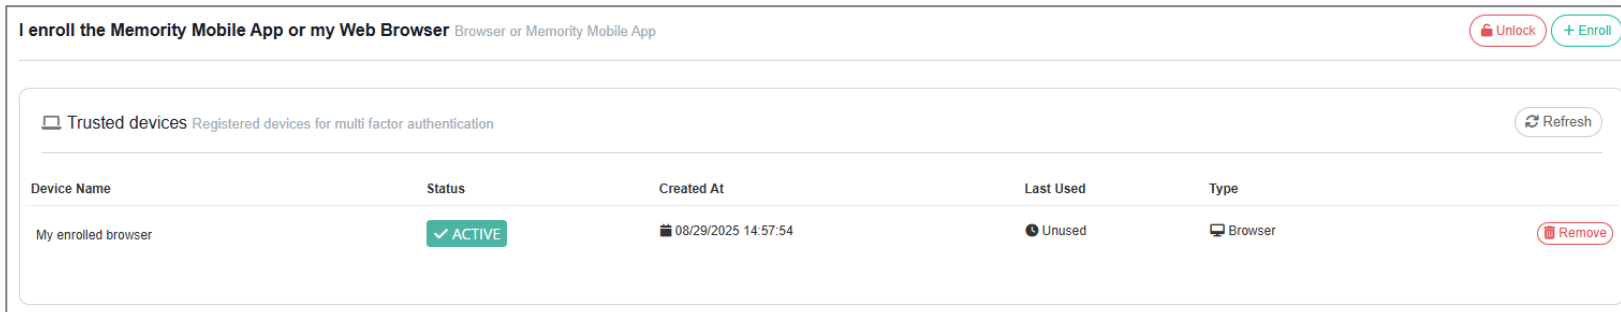 I enroll the Memority Mobile App or my Web Browser Browser or Memority Mobile App Unlock + Enroll
Trusted devices Registered devices for multi factor authentication Refresh
Device Name Status Created At Last Used Type
My enrolled browser ACTIVE 08/29/2025 14:57:54 Unused Browser Remove